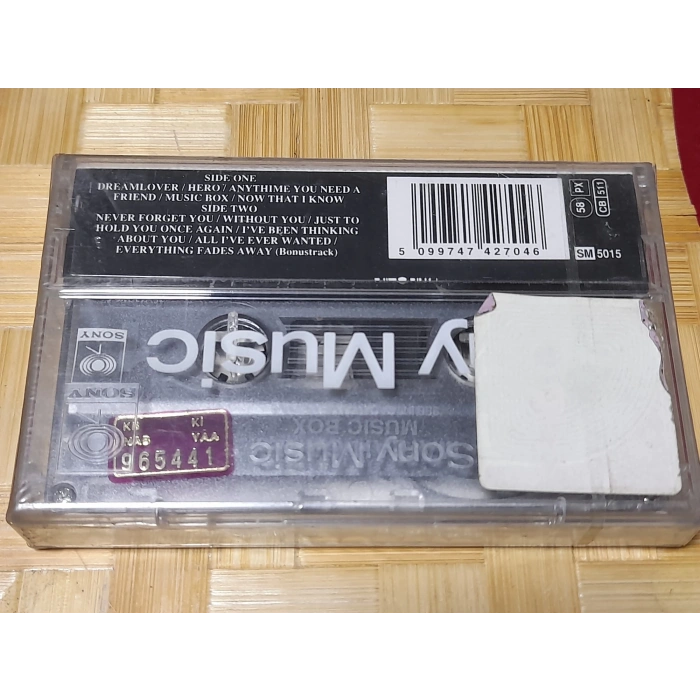 SIDE ONE
DREAMLOVER / HERO / ANYTHIME YOU NEED A
FRIEND / MUSIC BOX / NOW THAT I KNOW
SIDE TWO
NEVER FORGET YOU / WITHOUT YOU / JUST TO
HOLD YOU ONCE AGAIN / I'VE BEEN THINKING
ABOUT YOU / ALL I'VE EVER WANTED /
EVERYTHING FADES AWAY (Bonustrack)
5 099747 427046
58 PX
CB 511
SM 5015
y Music
SONY
SONY
MUSIC BOX
Sony Music
KI
YAA
965441